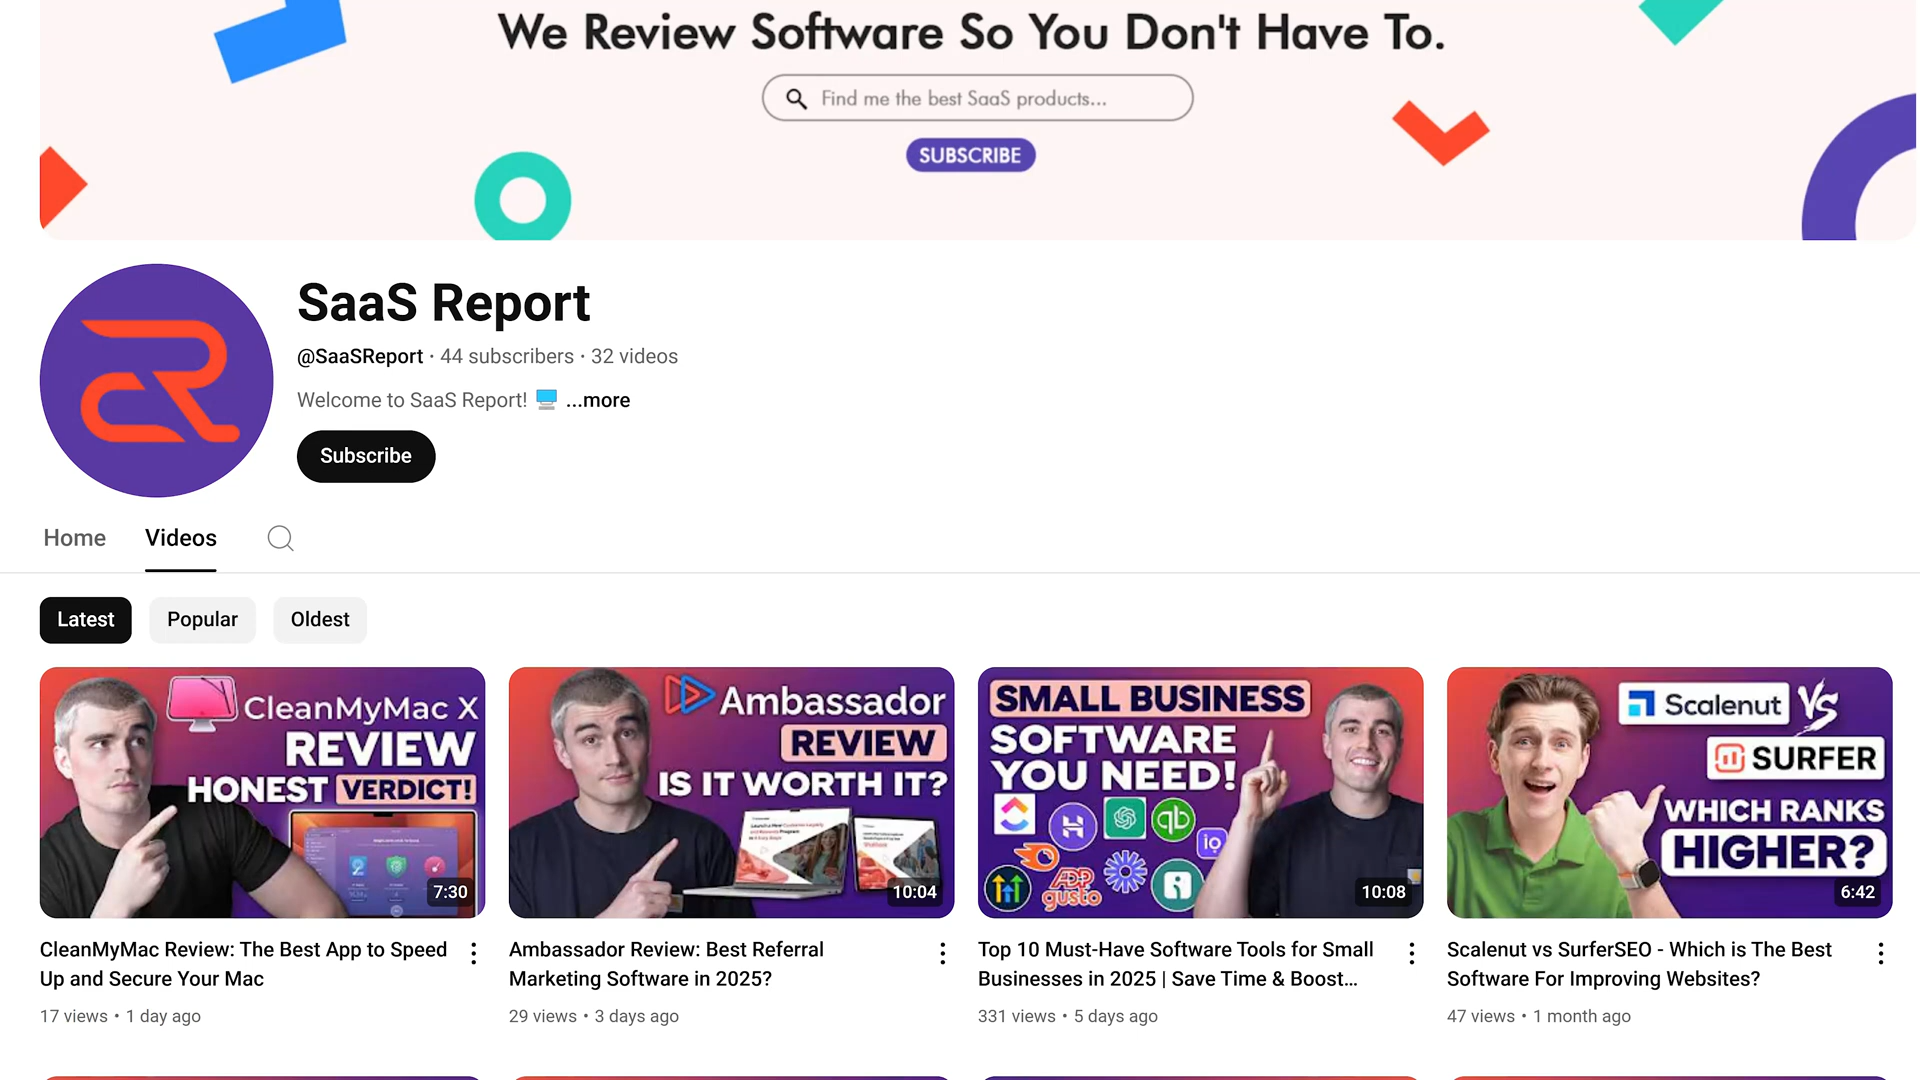 We Review Software So You Don't Have To.
Find me the best SaaS products...
SUBSCRIBE
SaaS Report
@SaaSReport · 44 subscribers · 32 videos
Welcome to SaaS Report! 🖥️ ...more
Subscribe
Home Videos
Latest Popular Oldest
CleanMyMac X
REVIEW
HONEST VERDICT!
7:30
Ambassador
REVIEW
IS IT WORTH IT?
10:04
SMALL BUSINESS
SOFTWARE
YOU NEED!
qb
iO
ADP
gusto
10:08
Scalenut VS
SURFER
WHICH RANKS
HIGHER?
6:42
CleanMyMac Review: The Best App to Speed
Up and Secure Your Mac
17 views • 1 day ago
Ambassador Review: Best Referral
Marketing Software in 2025?
29 views • 3 days ago
Top 10 Must-Have Software Tools for Small
Businesses in 2025 | Save Time & Boost...
331 views • 5 days ago
Scalenut vs SurferSEO - Which is The Best
Software For Improving Websites?
47 views • 1 month ago